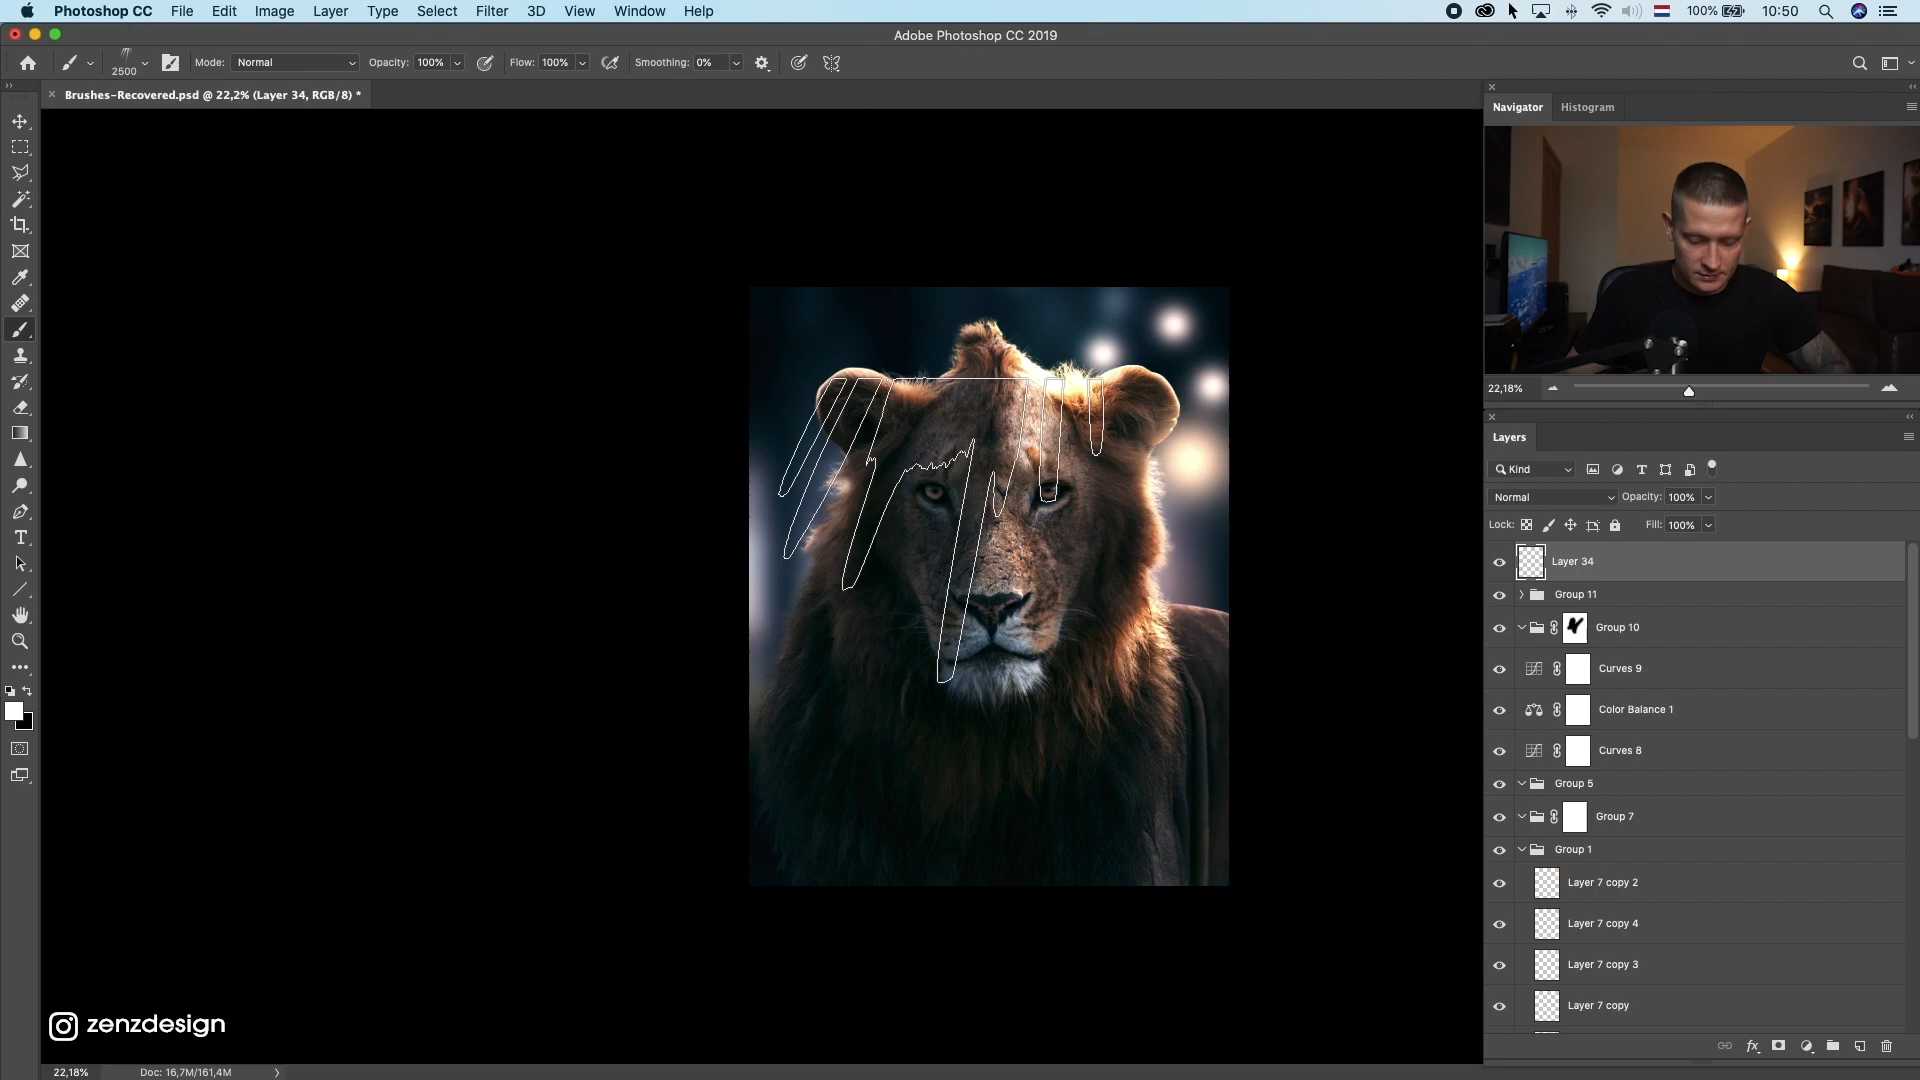 Photoshop CC File Edit Image Layer Type Select Filter 3D View Window Help 100% 10:50
Adobe Photoshop CC 2019
2500 Mode: Normal Opacity: 100% Flow: 100% Smoothing: 0%
Brushes-Recovered.psd @ 22,2% (Layer 34, RGB/8) *
Navigator Histogram
22,18%
Layers
Kind
Normal Opacity: 100%
Lock: Fill: 100%
Layer 34
Group 11
Group 10
Curves 9
Color Balance 1
Curves 8
Group 5
Group 7
Group 1
Layer 7 copy 2
Layer 7 copy 4
Layer 7 copy 3
Layer 7 copy
zenzdesign
22,18% Doc: 16,7M/161,4M